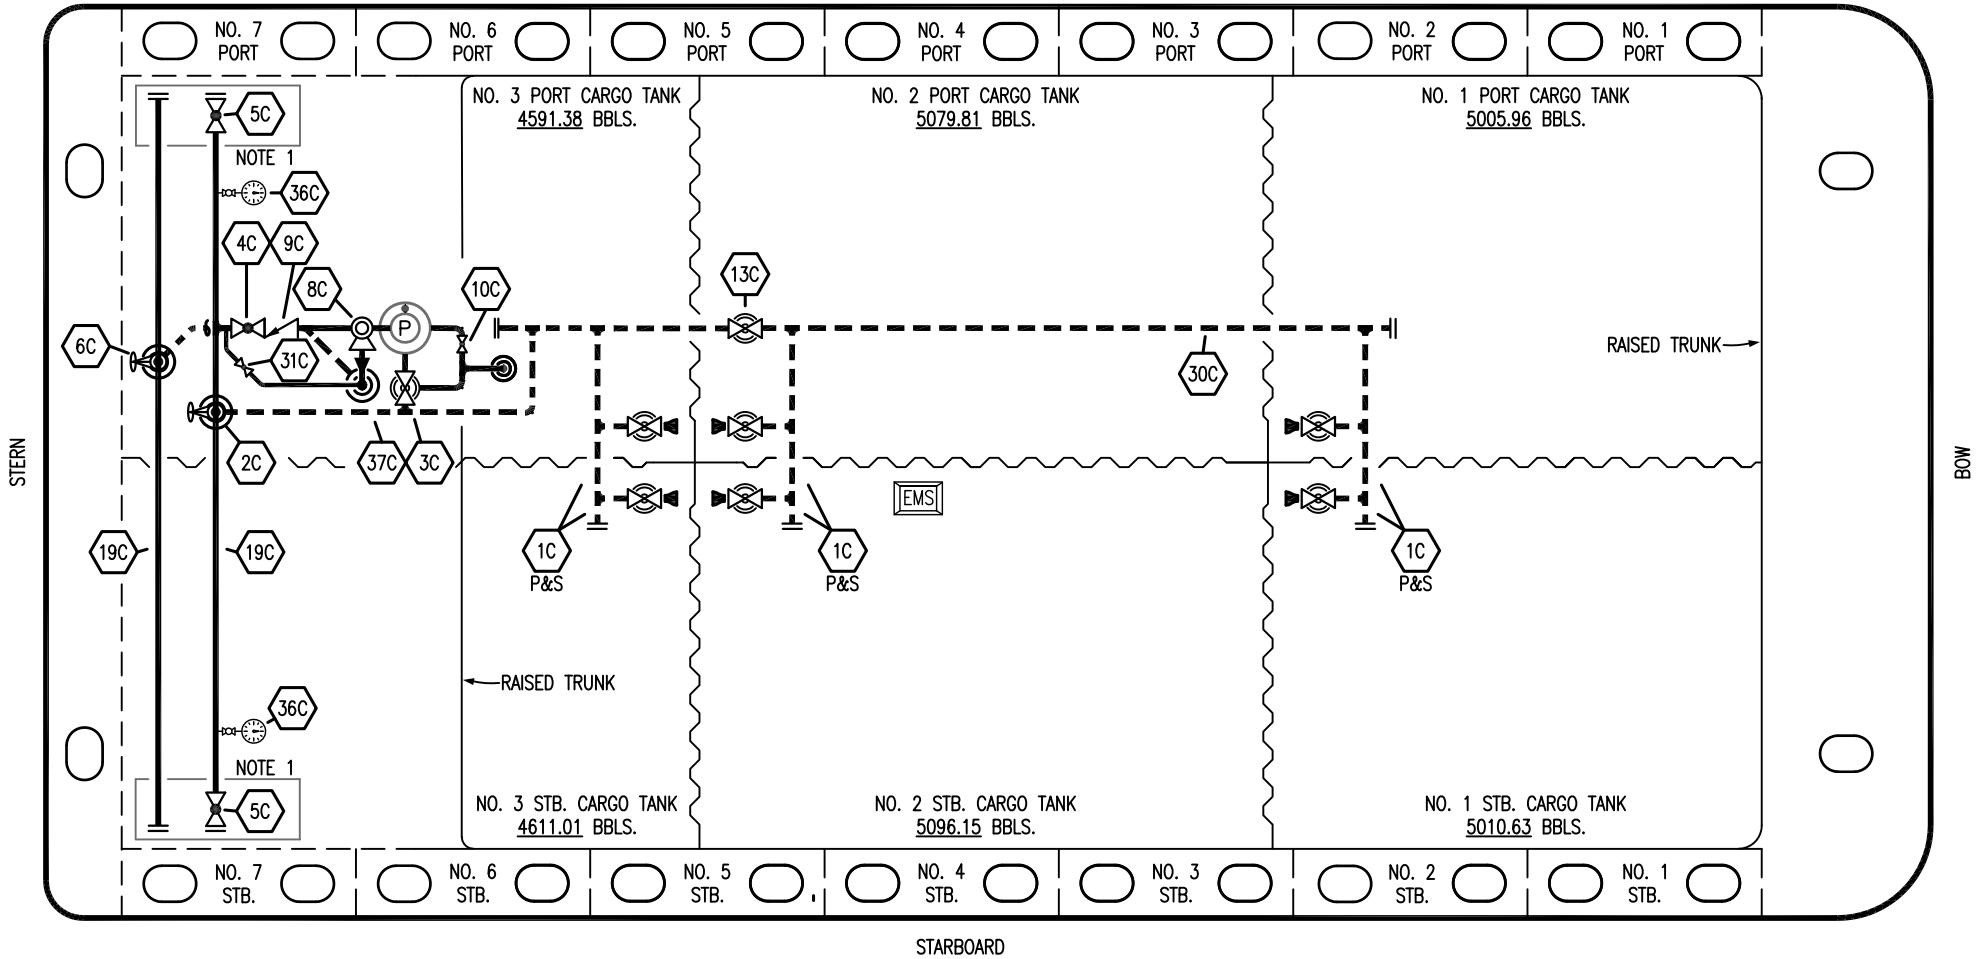 NO. 7
PORT
NO. 6
PORT
NO. 5
PORT
NO. 4
PORT
NO. 3
PORT
NO. 2
PORT
NO. 1
PORT
NO. 3 PORT CARGO TANK
4591.38 BBLS.
NO. 2 PORT CARGO TANK
5079.81 BBLS.
NO. 1 PORT CARGO TANK
5005.96 BBLS.
5C
NOTE 1
36C
4C
9C
8C
10C
13C
P
6C
31C
30C
RAISED TRUNK
STERN
2C
37C
3C
BOW
EMS
19C
19C
1C
P&S
1C
P&S
1C
P&S
RAISED TRUNK
36C
NOTE 1
5C
NO. 3 STB. CARGO TANK
4611.01 BBLS.
NO. 2 STB. CARGO TANK
5096.15 BBLS.
NO. 1 STB. CARGO TANK
5010.63 BBLS.
NO. 7
STB.
NO. 6
STB.
NO. 5
STB.
NO. 4
STB.
NO. 3
STB.
NO. 2
STB.
NO. 1
STB.
STARBOARD